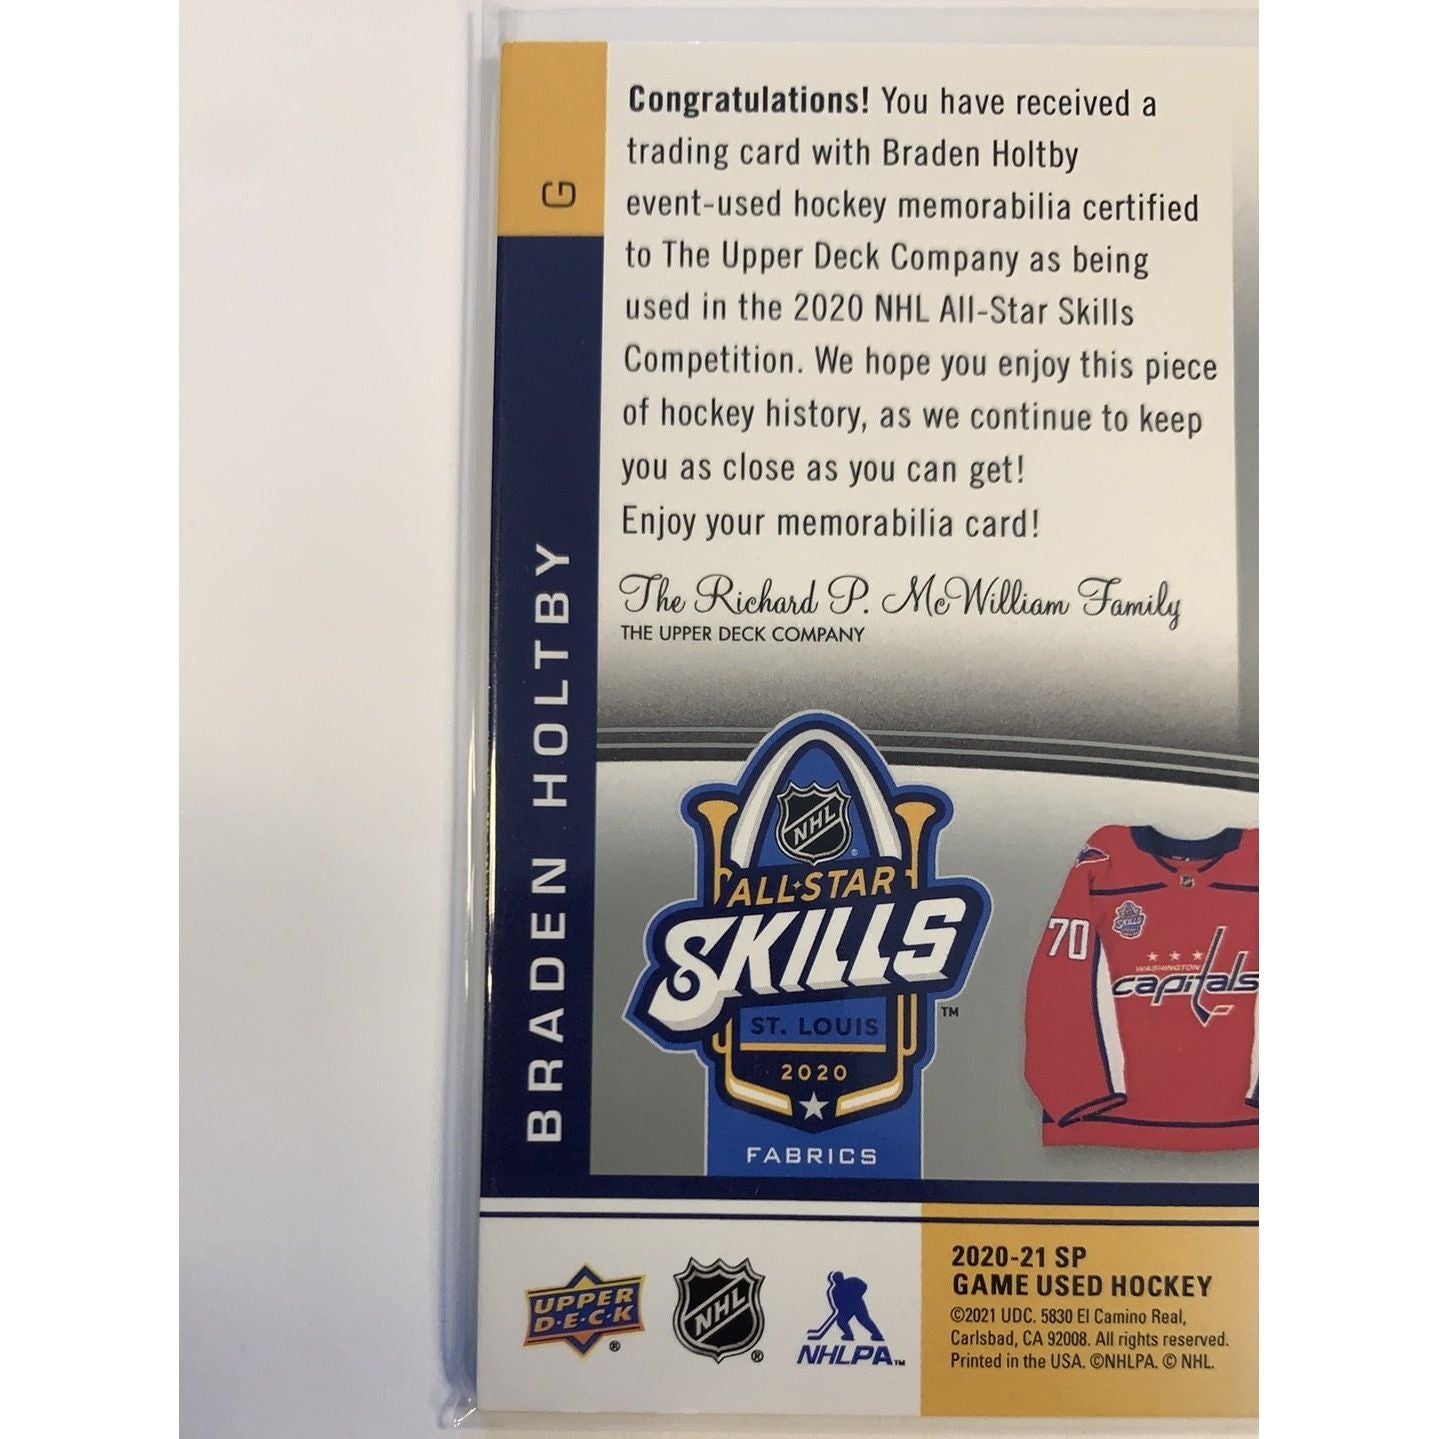 G
BRADEN HOLTBY
Congratulations! You have received a
trading card with Braden Holtby
event-used hockey memorabilia certified
to The Upper Deck Company as being
used in the 2020 NHL All-Star Skills
Competition. We hope you enjoy this piece
of hockey history, as we continue to keep
you as close as you can get!
Enjoy your memorabilia card!
The Richard P. McWilliam Family
THE UPPER DECK COMPANY
NHL
®
ALL-STAR
SKILLS
ST. LOUIS
2020
TM
FABRICS
70
WASHINGTON
capitals
UPPER
D·E·C·K
®
NHL
®
NHLPA™
2020-21 SP
GAME USED HOCKEY
©2021 UDC. 5830 El Camino Real,
Carlsbad, CA 92008. All rights reserved.
Printed in the USA. ©NHLPA. © NHL.